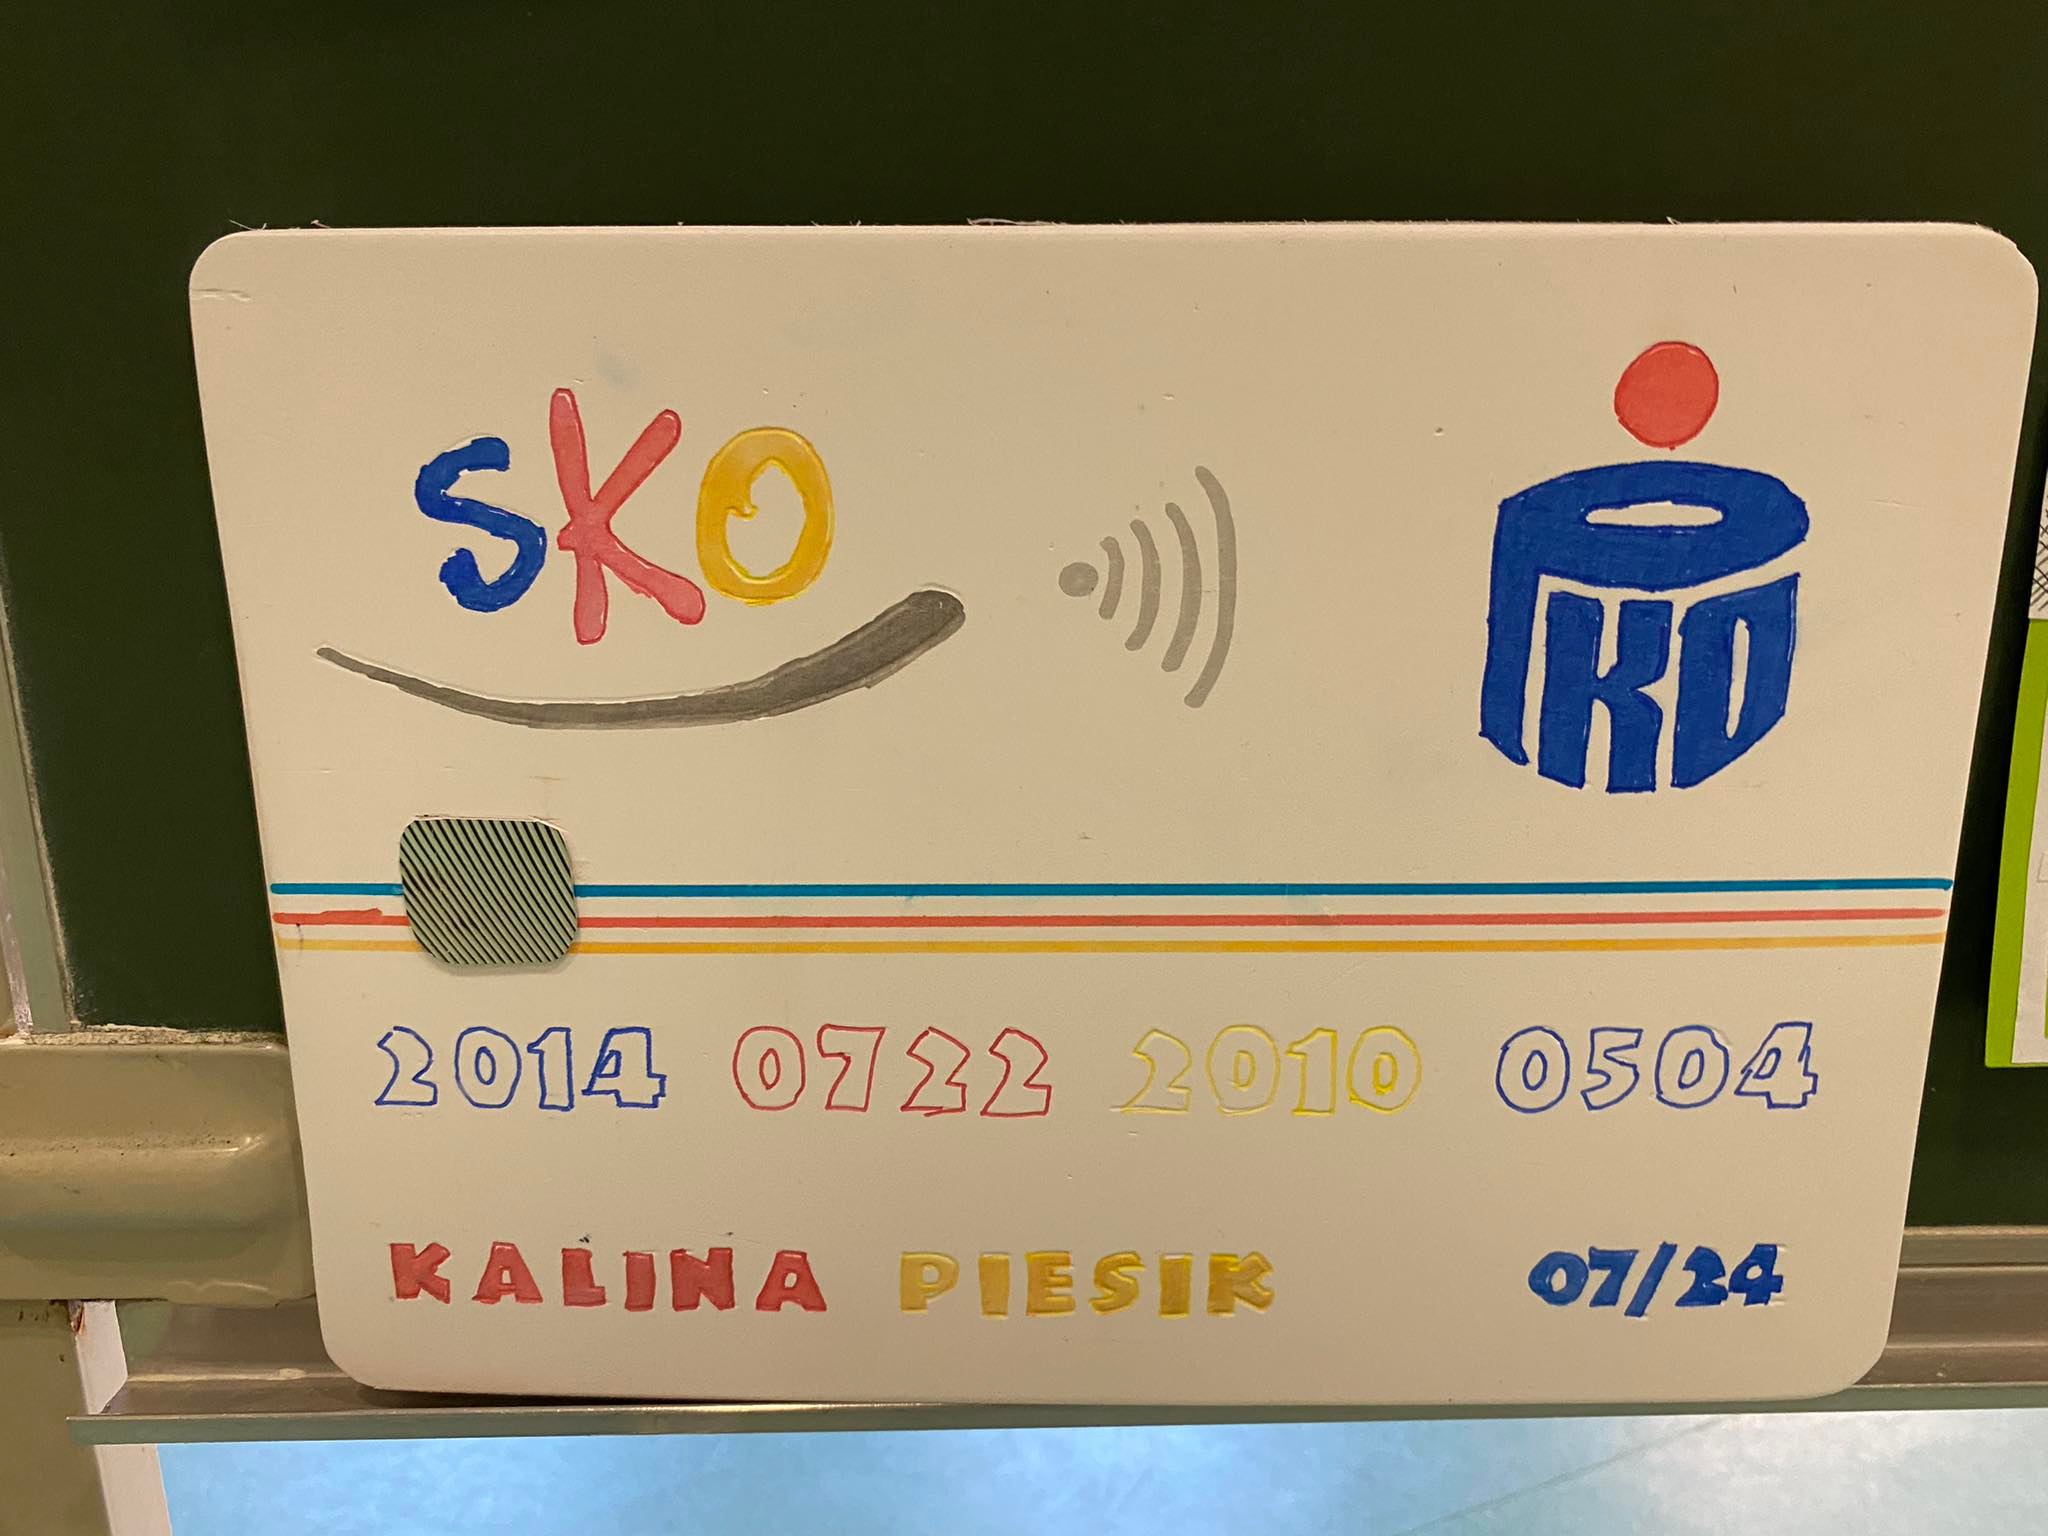 SKO
PKO
2014 0722 2010 0504
KALINA PIESIK 07/24